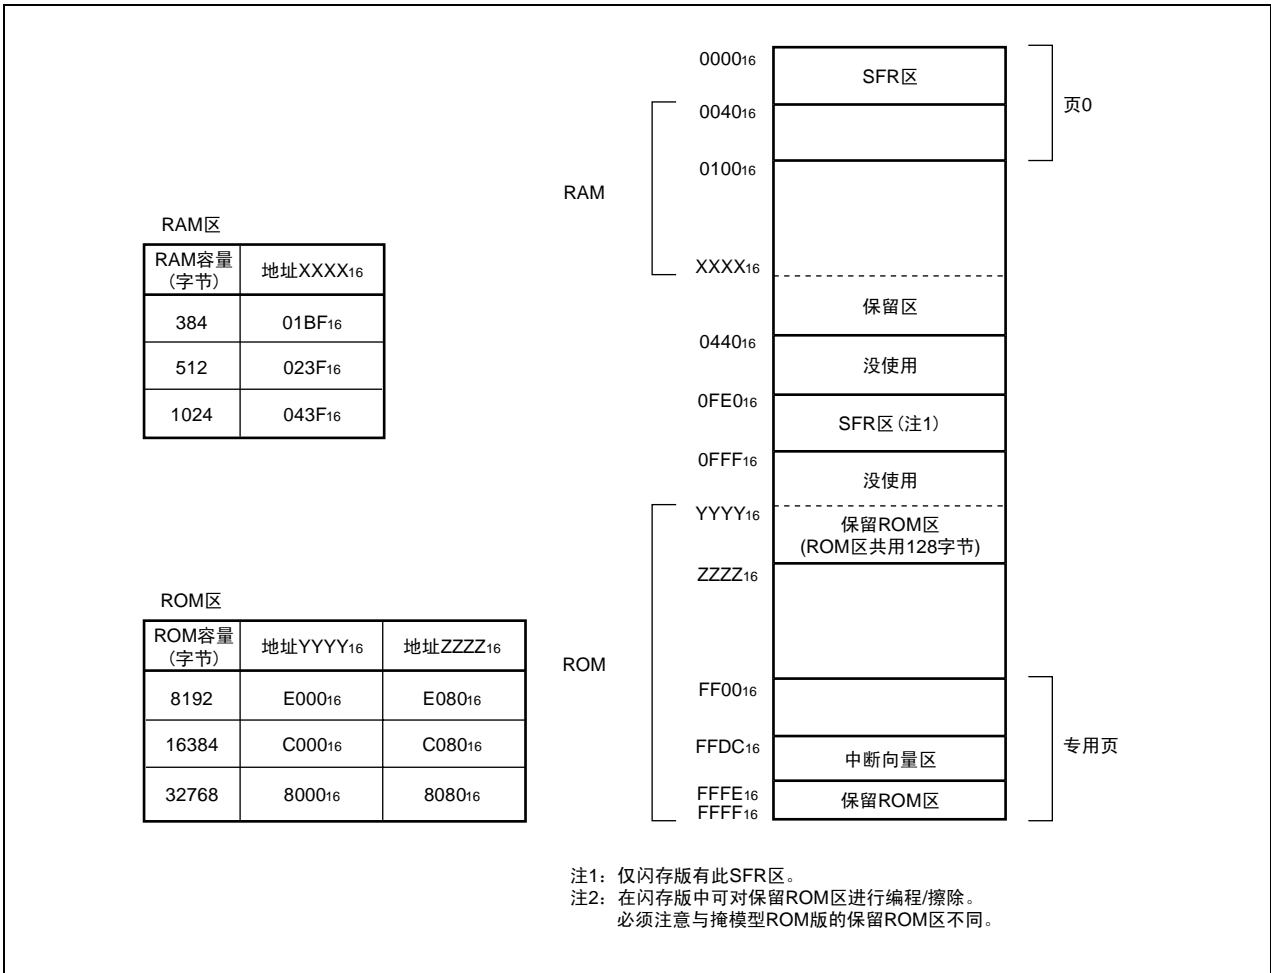 RAM区
RAM容量
(字节)
地址XXXX16
384
01BF16
512
023F16
1024
043F16
ROM区
ROM容量
(字节)
地址YYYY16
地址ZZZZ16
8192
E00016
E08016
16384
C00016
C08016
32768
800016
808016
RAM
ROM
000016
SFR区
004016
010016
XXXX16
保留区
044016
没使用
0FE016
SFR区（注1）
0FFF16
没使用
YYYY16
保留ROM区
(ROM区共用128字节)
ZZZZ16
FF0016
FFDC16
中断向量区
FFFE16
保留ROM区
FFFF16
页0
专用页
注1：仅闪存版有此SFR区。
注2：在闪存版中可对保留ROM区进行编程/擦除。
必须注意与掩模型ROM版的保留ROM区不同。